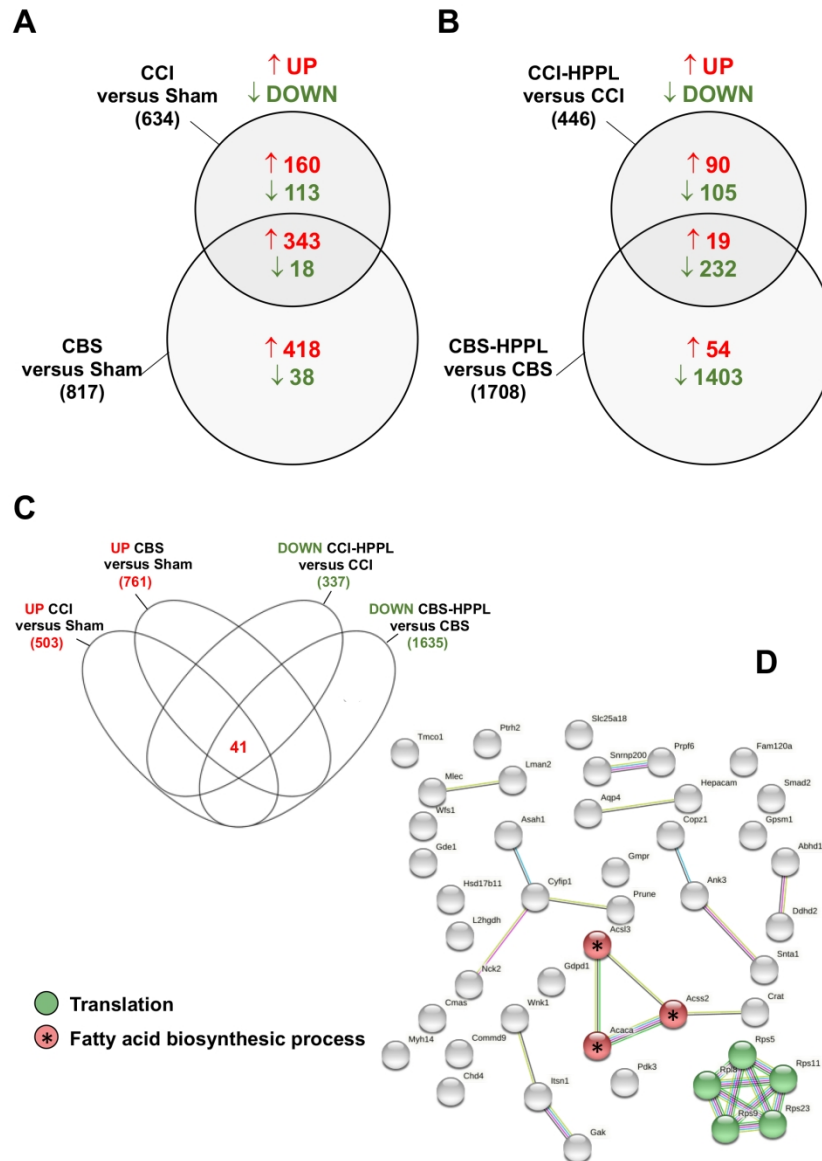 A
CCI
versus Sham
(634)
↑ UP
↓ DOWN
↑ 160
↓ 113
↑ 343
↓ 18
CBS
versus Sham
(817)
↑ 418
↓ 38
B
CCI-HPPL
versus CCI
(446)
↑ UP
↓ DOWN
↑ 90
↓ 105
↑ 19
↓ 232
CBS-HPPL
versus CBS
(1708)
↑ 54
↓ 1403
C
UP CBS
versus Sham
(761)
DOWN CCI-HPPL
versus CCI
(337)
UP CCI
versus Sham
(503)
DOWN CBS-HPPL
versus CBS
(1635)
41
D
Slc25a18
Ptrh2
Tmco1
Snrnp200
Prpf6
Fam120a
Mlec
Lman2
Hepacam
Smad2
Aqp4
Wfs1
Asah1
Copz1
Gpsm1
Gde1
Gmpr
Abhd1
Hsd17b11
Cyfip1
Prune
Ank3
L2hgdh
Ddhd2
Acsl3
*
Snta1
Nck2
Gdpd1
Acss2
*
Crat
Cmas
Wnk1
Acaca
*
Rps5
Myh14
Commd9
Pdk3
Rpl8
Rps11
Chd4
Itsn1
Rps9
Rps23
Gak
Translation
* Fatty acid biosynthetic process